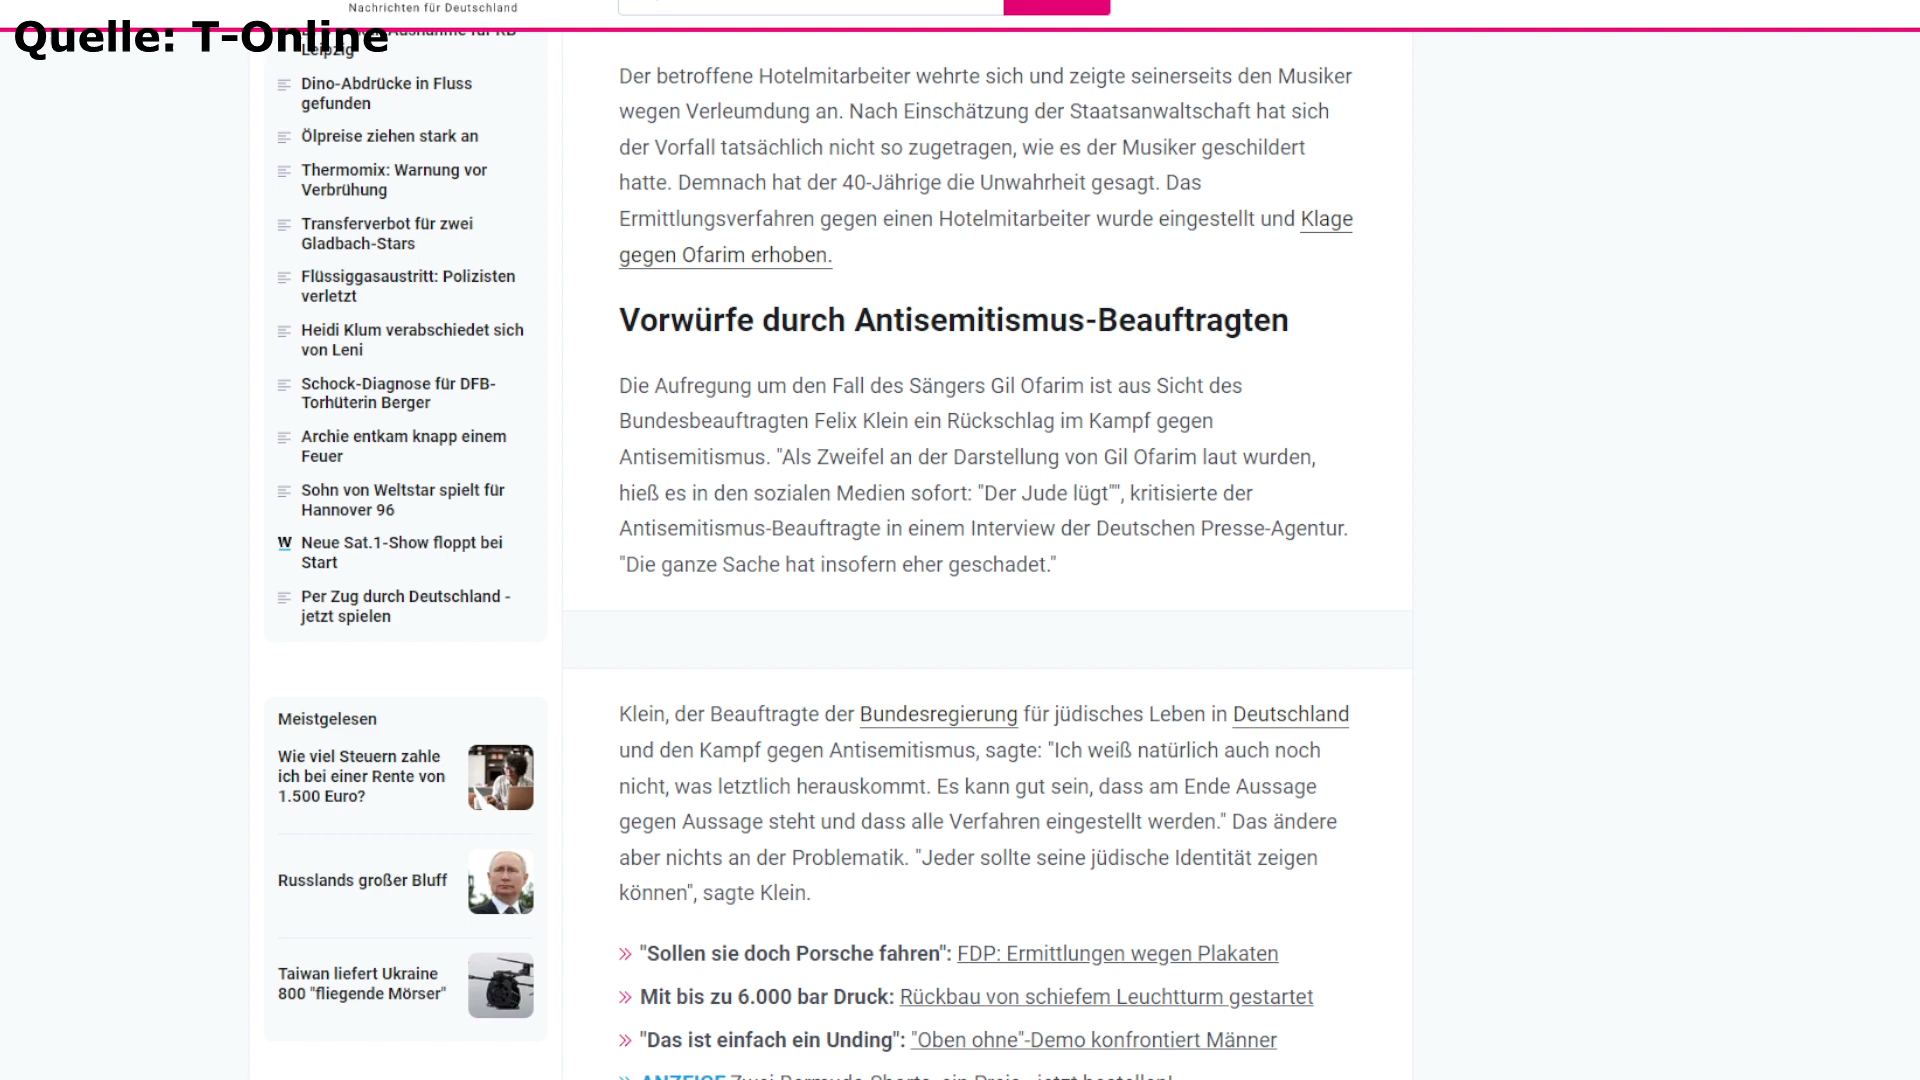 Nachrichten für Deutschland
Quelle: T-Online
Leipzig
Dino-Abdrücke in Fluss
gefunden
Ölpreise ziehen stark an
Thermomix: Warnung vor
Verbrühung
Transferverbot für zwei
Gladbach-Stars
Flüssiggasaustritt: Polizisten
verletzt
Heidi Klum verabschiedet sich
von Leni
Schock-Diagnose für DFB-
Torhüterin Berger
Archie entkam knapp einem
Feuer
Sohn von Weltstar spielt für
Hannover 96
W Neue Sat.1-Show floppt bei
Start
Per Zug durch Deutschland -
jetzt spielen
Meistgelesen
Wie viel Steuern zahle
ich bei einer Rente von
1.500 Euro?
Russlands großer Bluff
Taiwan liefert Ukraine
800 "fliegende Mörser"
Der betroffene Hotelmitarbeiter wehrte sich und zeigte seinerseits den Musiker
wegen Verleumdung an. Nach Einschätzung der Staatsanwaltschaft hat sich
der Vorfall tatsächlich nicht so zugetragen, wie es der Musiker geschildert
hatte. Demnach hat der 40-Jährige die Unwahrheit gesagt. Das
Ermittlungsverfahren gegen einen Hotelmitarbeiter wurde eingestellt und Klage
gegen Ofarim erhoben.
Vorwürfe durch Antisemitismus-Beauftragten
Die Aufregung um den Fall des Sängers Gil Ofarim ist aus Sicht des
Bundesbeauftragten Felix Klein ein Rückschlag im Kampf gegen
Antisemitismus. "Als Zweifel an der Darstellung von Gil Ofarim laut wurden,
hieß es in den sozialen Medien sofort: "Der Jude lügt"", kritisierte der
Antisemitismus-Beauftragte in einem Interview der Deutschen Presse-Agentur.
"Die ganze Sache hat insofern eher geschadet."
Klein, der Beauftragte der Bundesregierung für jüdisches Leben in Deutschland
und den Kampf gegen Antisemitismus, sagte: "Ich weiß natürlich auch noch
nicht, was letztlich herauskommt. Es kann gut sein, dass am Ende Aussage
gegen Aussage steht und dass alle Verfahren eingestellt werden." Das ändere
aber nichts an der Problematik. "Jeder sollte seine jüdische Identität zeigen
können", sagte Klein.
» "Sollen sie doch Porsche fahren": FDP: Ermittlungen wegen Plakaten
» Mit bis zu 6.000 bar Druck: Rückbau von schiefem Leuchtturm gestartet
» "Das ist einfach ein Unding": "Oben ohne"-Demo konfrontiert Männer
» ANZEIGE Zwei Bermuda-Shorts, ein Preis - jetzt bestellen!